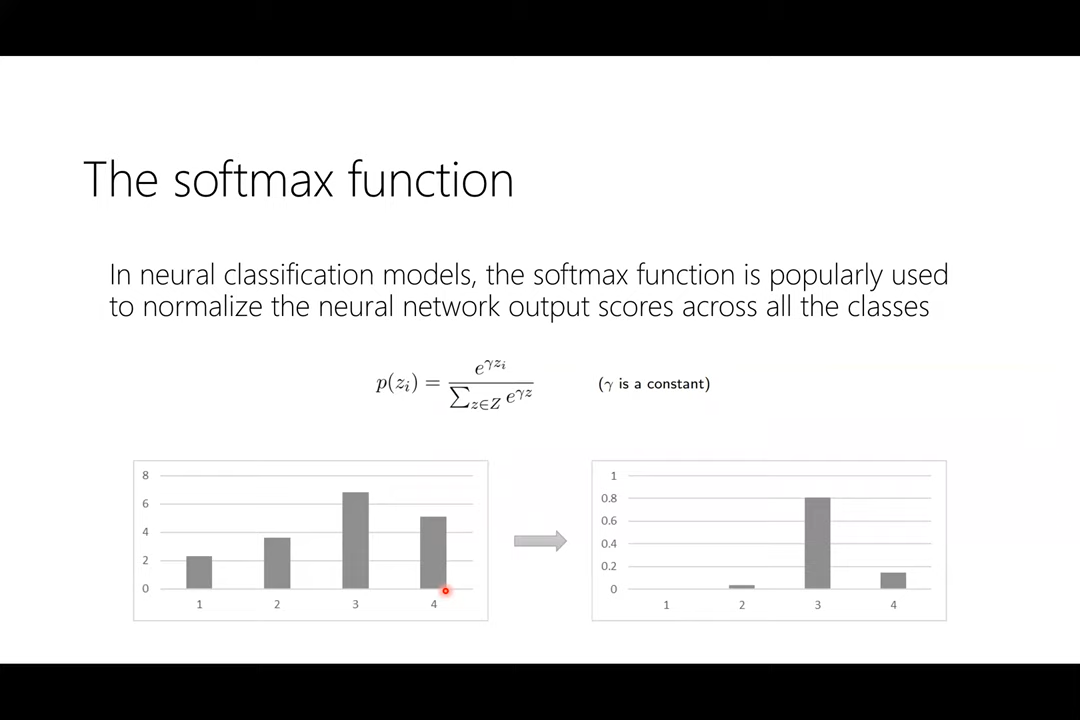 The softmax function
In neural classification models, the softmax function is popularly used
to normalize the neural network output scores across all the classes
p(z_i) = e^{γz_i} / ∑_{z∈Z} e^{γz} (γ is a constant)
8
6
4
2
0
1 2 3 4
1
0.8
0.6
0.4
0.2
0
1 2 3 4